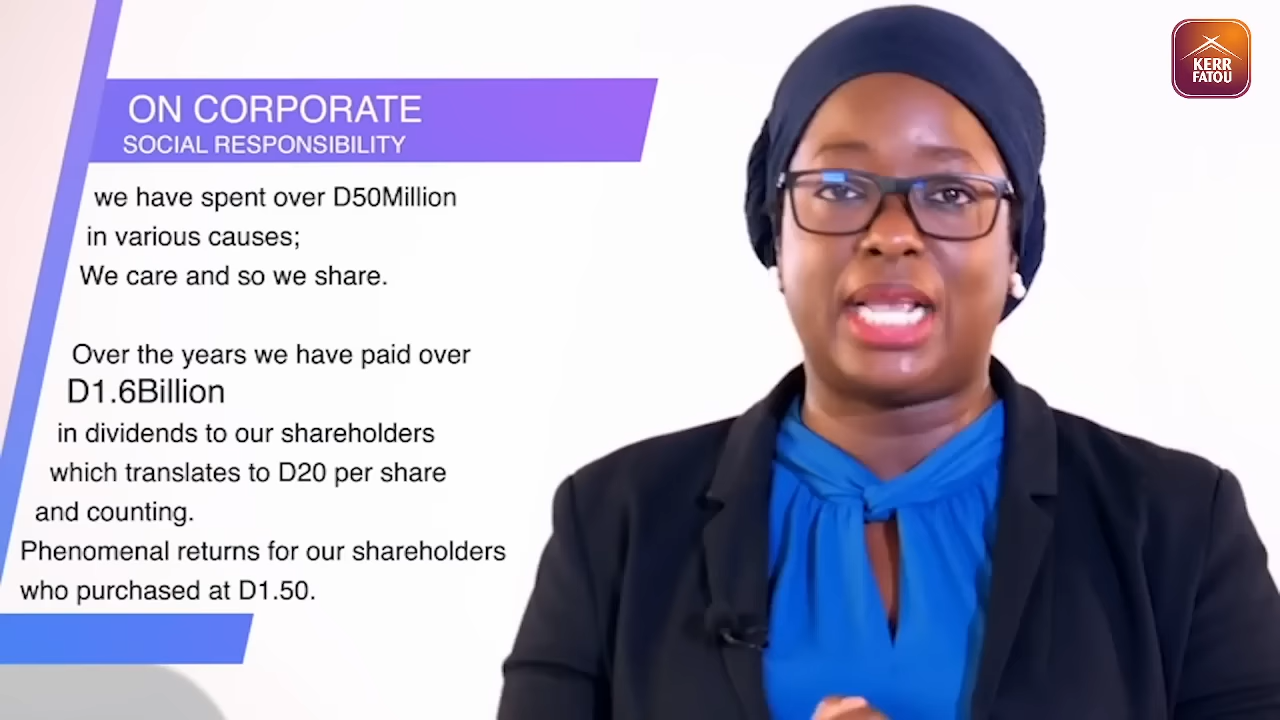 ON CORPORATE
SOCIAL RESPONSIBILITY
we have spent over D50Million
in various causes;
We care and so we share.
Over the years we have paid over
D1.6Billion
in dividends to our shareholders
which translates to D20 per share
and counting.
Phenomenal returns for our shareholders
who purchased at D1.50.
KERR
FATOU